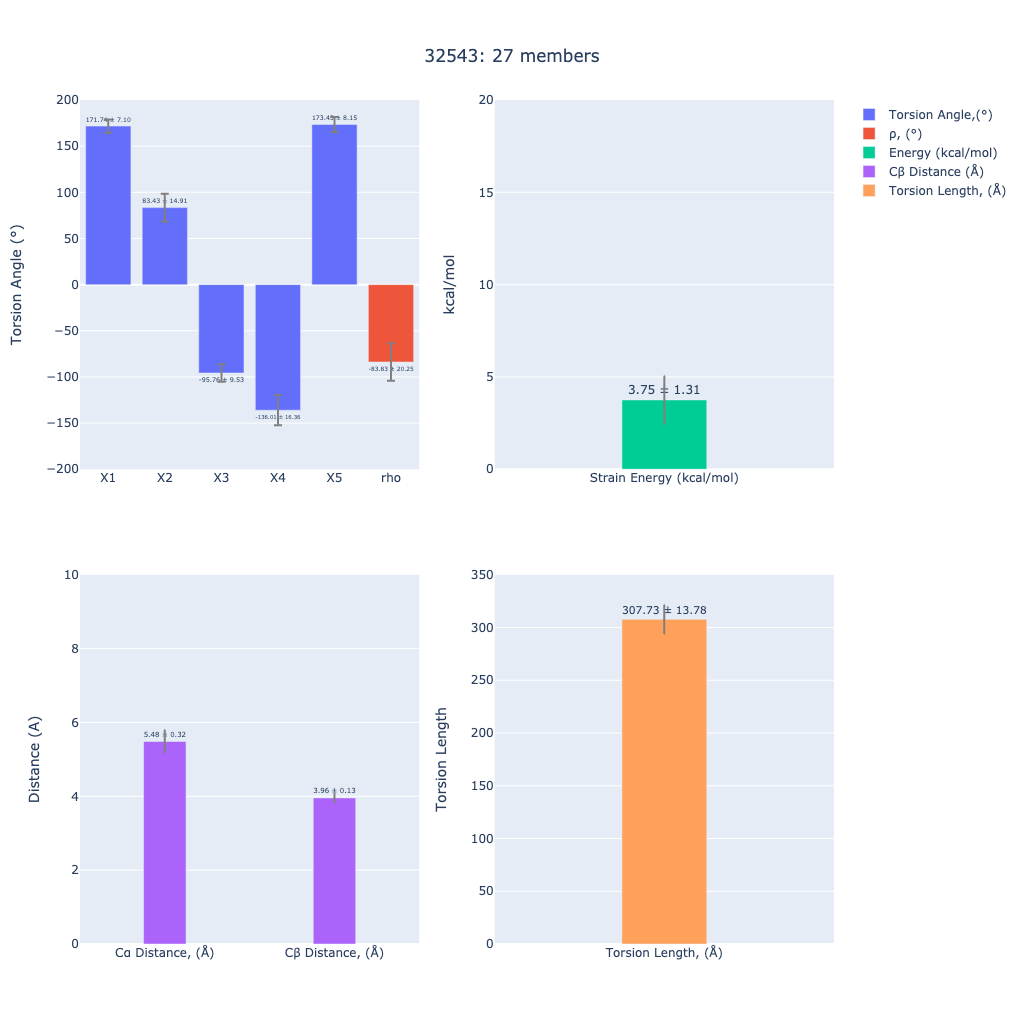 32543: 27 members
200
150
100
50
0
−50
−100
−150
−200
Torsion Angle (°)
171.74 ± 7.10
83.43 ± 14.91
-95.76 ± 9.53
-136.01 ± 16.36
173.45 ± 8.15
-83.83 ± 20.25
X1 X2 X3 X4 X5 rho
20
15
10
5
0
kcal/mol
3.75 ± 1.31
Strain Energy (kcal/mol)
Torsion Angle,(°)
ρ, (°)
Energy (kcal/mol)
Cβ Distance (Å)
Torsion Length, (Å)
10
8
6
4
2
0
Distance (A)
5.48 ± 0.32
3.96 ± 0.13
Cα Distance, (Å) Cβ Distance, (Å)
350
300
250
200
150
100
50
0
Torsion Length
307.73 ± 13.78
Torsion Length, (Å)